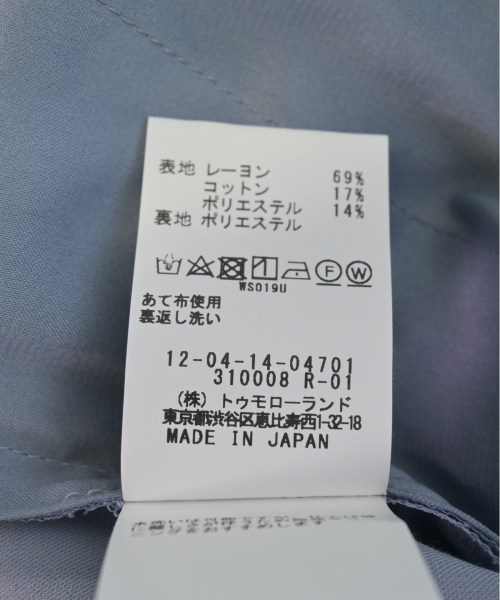 表地 レーヨン 69%
コットン 17%
ポリエステル 14%
裏地 ポリエステル
F W
WS019U
あて布使用
裏返し洗い
12-04-14-04701
310008 R-01
(株) トゥモローランド
東京都渋谷区恵比寿西1-32-18
MADE IN JAPAN